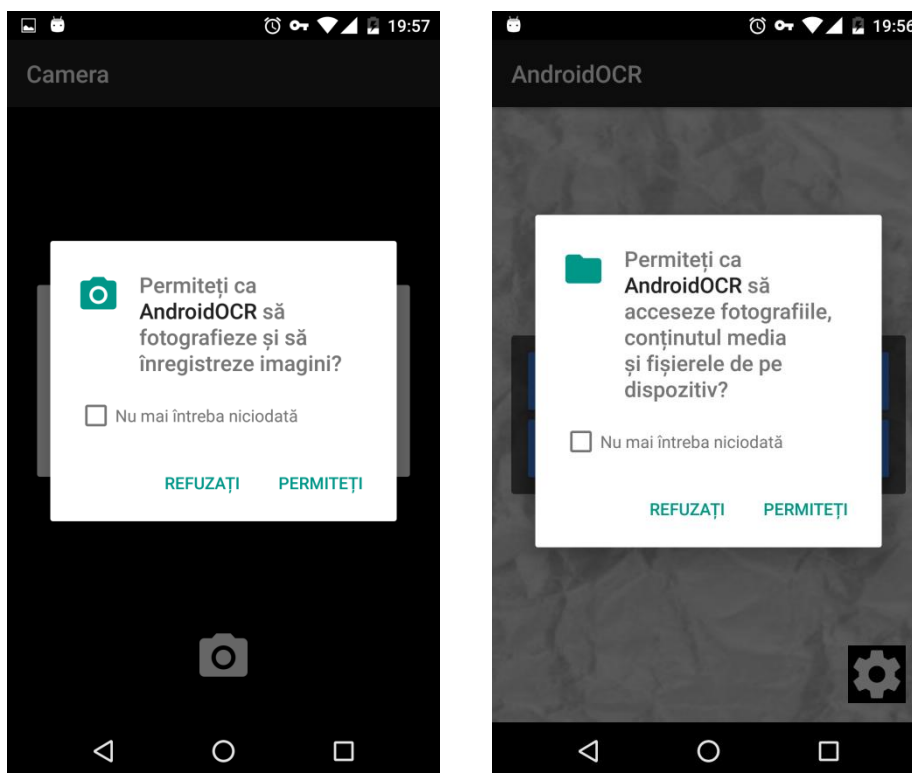 19:57
Camera
Permiteți ca
AndroidOCR să
fotografieze și să
înregistreze imagini?
Nu mai întreba niciodată
REFUZAȚI PERMITEȚI
19:56
AndroidOCR
Permiteți ca
AndroidOCR să
acceseze fotografiile,
conținutul media
și fișierele de pe
dispozitiv?
Nu mai întreba niciodată
REFUZAȚI PERMITEȚI